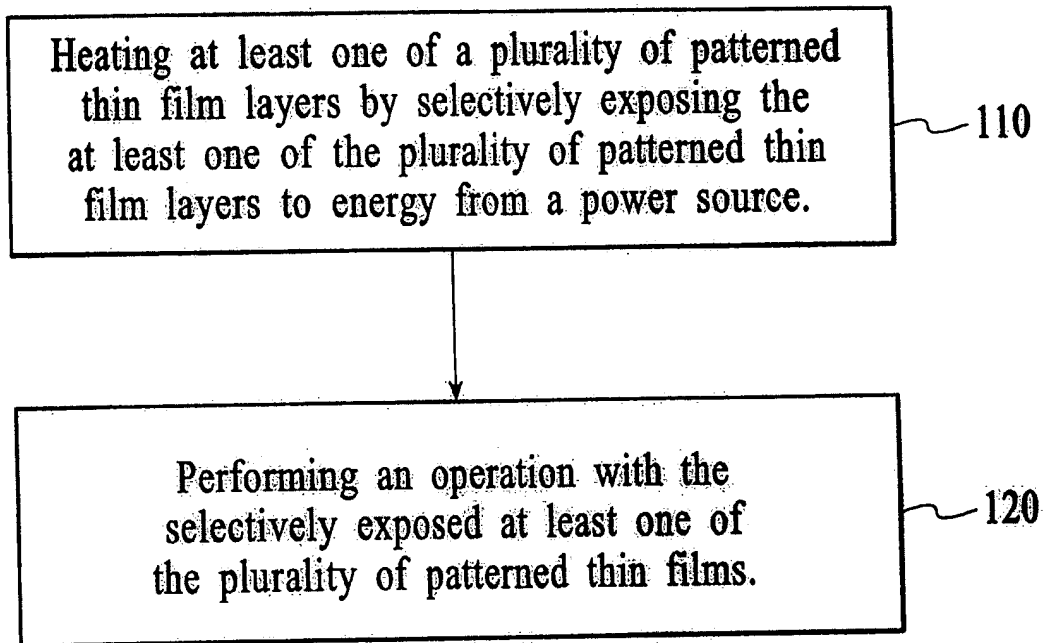 Heating at least one of a plurality of patterned
thin film layers by selectively exposing the
at least one of the plurality of patterned thin
film layers to energy from a power source.
110
Performing an operation with the
selectively exposed at least one of
the plurality of patterned thin films.
120